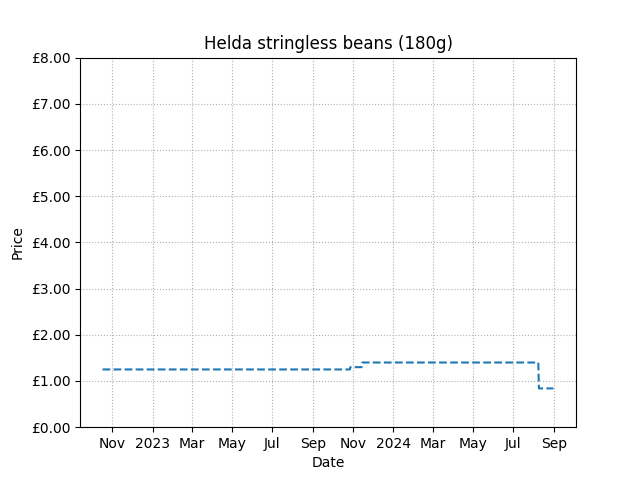 Helda stringless beans (180g)
£8.00
£7.00
£6.00
£5.00
£4.00
£3.00
£2.00
£1.00
£0.00
Price
Nov 2023 Mar May Jul Sep Nov 2024 Mar May Jul Sep
Date